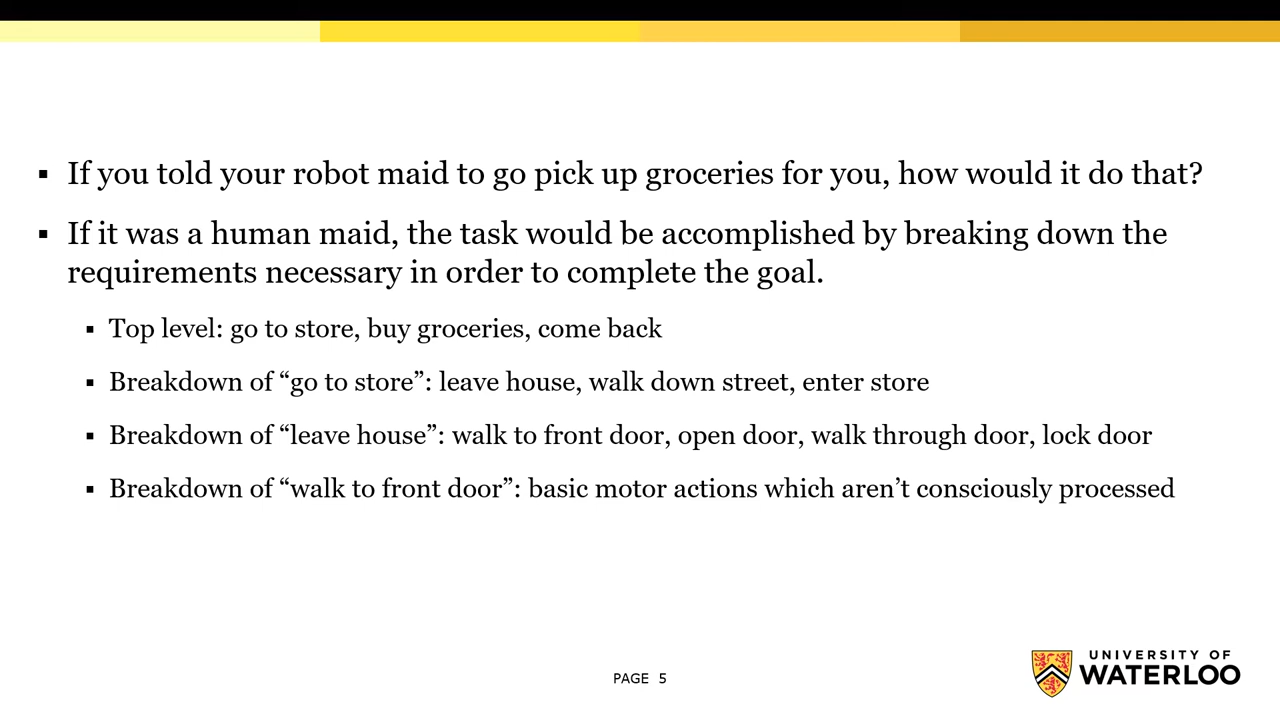 ▪ If you told your robot maid to go pick up groceries for you, how would it do that?
▪ If it was a human maid, the task would be accomplished by breaking down the
requirements necessary in order to complete the goal.
▪ Top level: go to store, buy groceries, come back
▪ Breakdown of “go to store”: leave house, walk down street, enter store
▪ Breakdown of “leave house”: walk to front door, open door, walk through door, lock door
▪ Breakdown of “walk to front door”: basic motor actions which aren’t consciously processed
PAGE 5
UNIVERSITY OF
WATERLOO